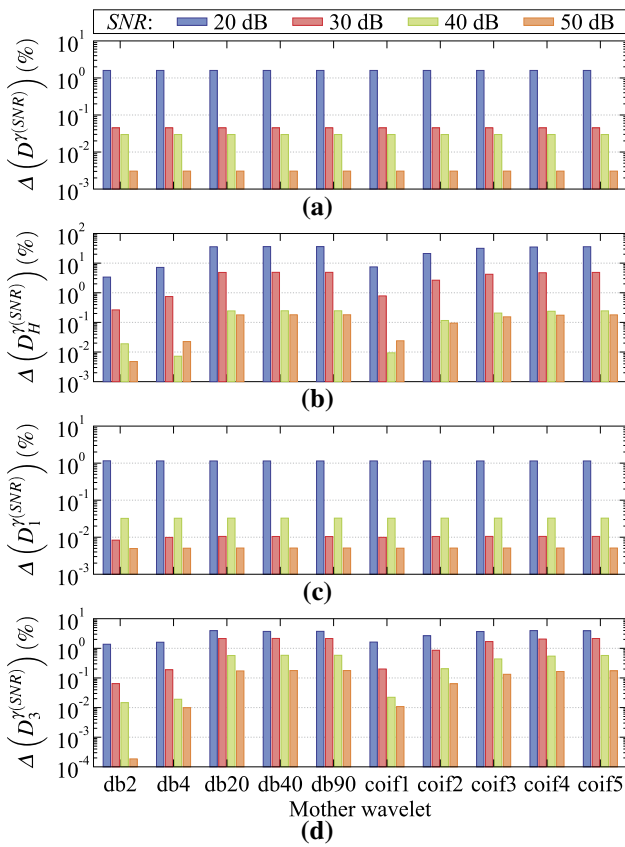 SNR: 20 dB 30 dB 40 dB 50 dB
Δ (D^γ(SNR)) (%)
10^1
10^0
10^-1
10^-2
10^-3
(a)
Δ (D_H^γ(SNR)) (%)
10^2
10^1
10^0
10^-1
10^-2
10^-3
(b)
Δ (D_1^γ(SNR)) (%)
10^1
10^0
10^-1
10^-2
10^-3
(c)
Δ (D_3^γ(SNR)) (%)
10^1
10^0
10^-1
10^-2
10^-3
10^-4
db2 db4 db20 db40 db90 coif1 coif2 coif3 coif4 coif5
Mother wavelet
(d)